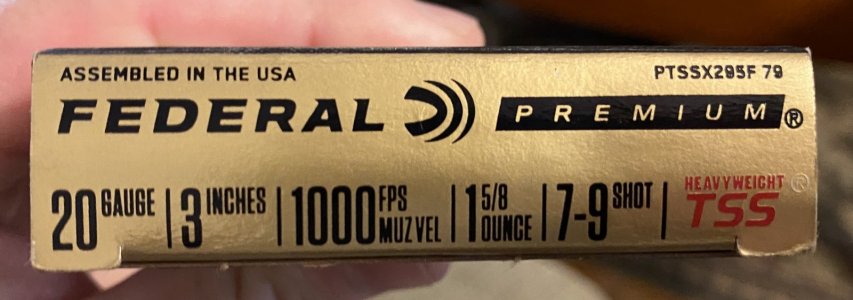 ASSEMBLED IN THE USA PTSSX295F 79
FEDERAL PREMIUM®
20 GAUGE | 3 INCHES | 1000 FPS MUZ VEL | 1 5/8 OUNCE | 7-9 SHOT | HEAVYWEIGHT® TSS